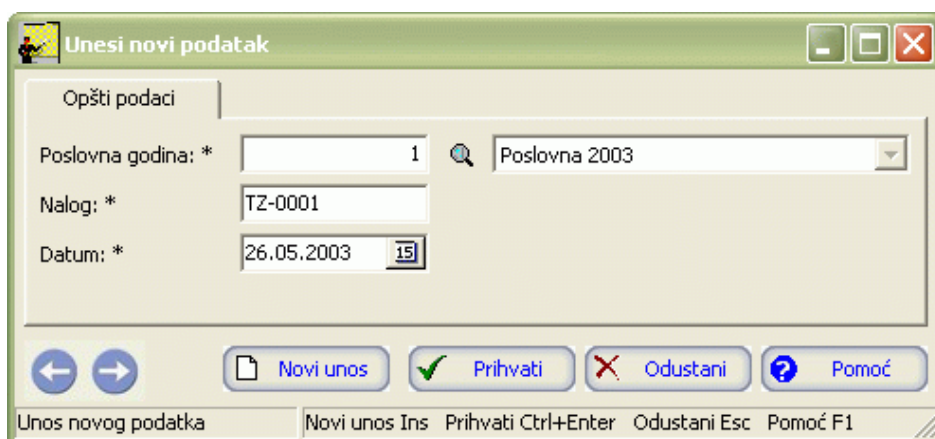 Unesi novi podatak
Opšti podaci
Poslovna godina: * 1 Poslovna 2003
Nalog: * TZ-0001
Datum: * 26.05.2003 15
Novi unos Prihvati Odustani ? Pomoć
Unos novog podatka Novi unos Ins Prihvati Ctrl+Enter Odustani Esc Pomoć F1